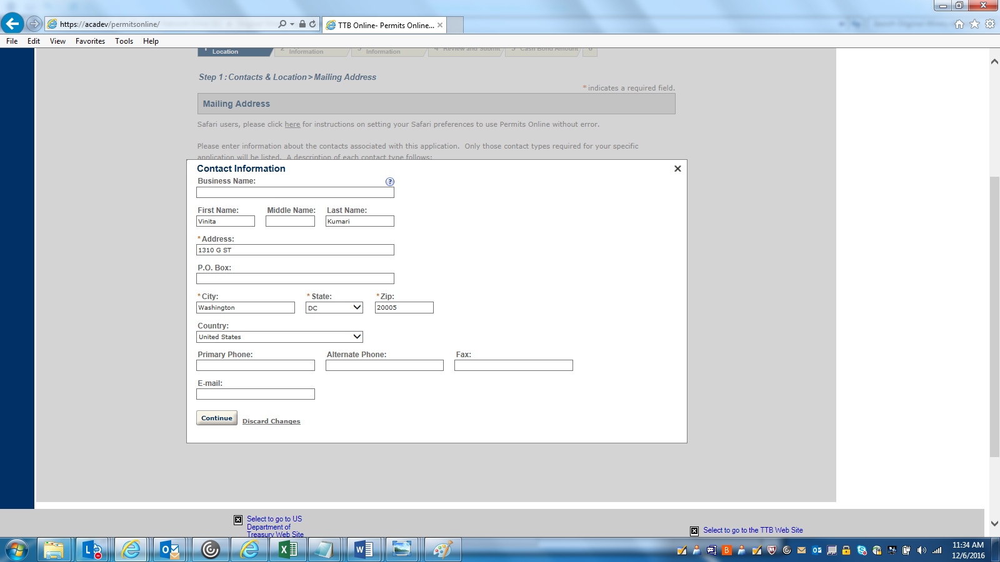 https://acadev/permitsonline/
TTB Online- Permits Online...
File Edit View Favorites Tools Help
1 Location 2 Information 3 Information 4 Review and Submit 5 Cash Bond Amount 6
Step 1 : Contacts & Location > Mailing Address
* indicates a required field.
Mailing Address
Safari users, please click here for instructions on setting your Safari preferences to use Permits Online without error.
Please enter information about the contacts associated with this application. Only those contact types required for your specific
application will be listed. A description of each contact type follows:
Contact Information
Business Name:
First Name: Middle Name: Last Name:
Vinita Kumari
* Address:
1310 G ST
P.O. Box:
* City: * State: * Zip:
Washington DC 20005
Country:
United States
Primary Phone: Alternate Phone: Fax:
E-mail:
Continue Discard Changes
Select to go to US
Department of
Treasury Web Site
Select to go to the TTB Web Site
11:34 AM
12/6/2016